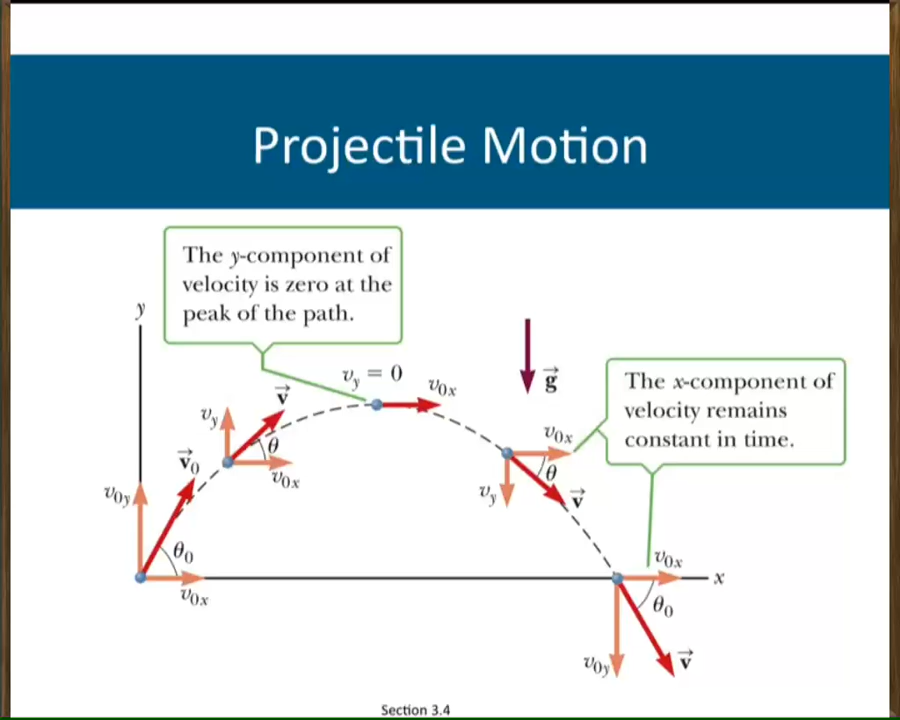 Projectile Motion
The y-component of
velocity is zero at the
peak of the path.
y
v_y = 0
v_0x
g⃗
The x-component of
velocity remains
constant in time.
v_y
v⃗
θ
v_0x
v_0x
θ
v_y
v⃗
v⃗_0
v_0y
θ_0
v_0x
v_0x
x
θ_0
v_0y
v⃗
Section 3.4